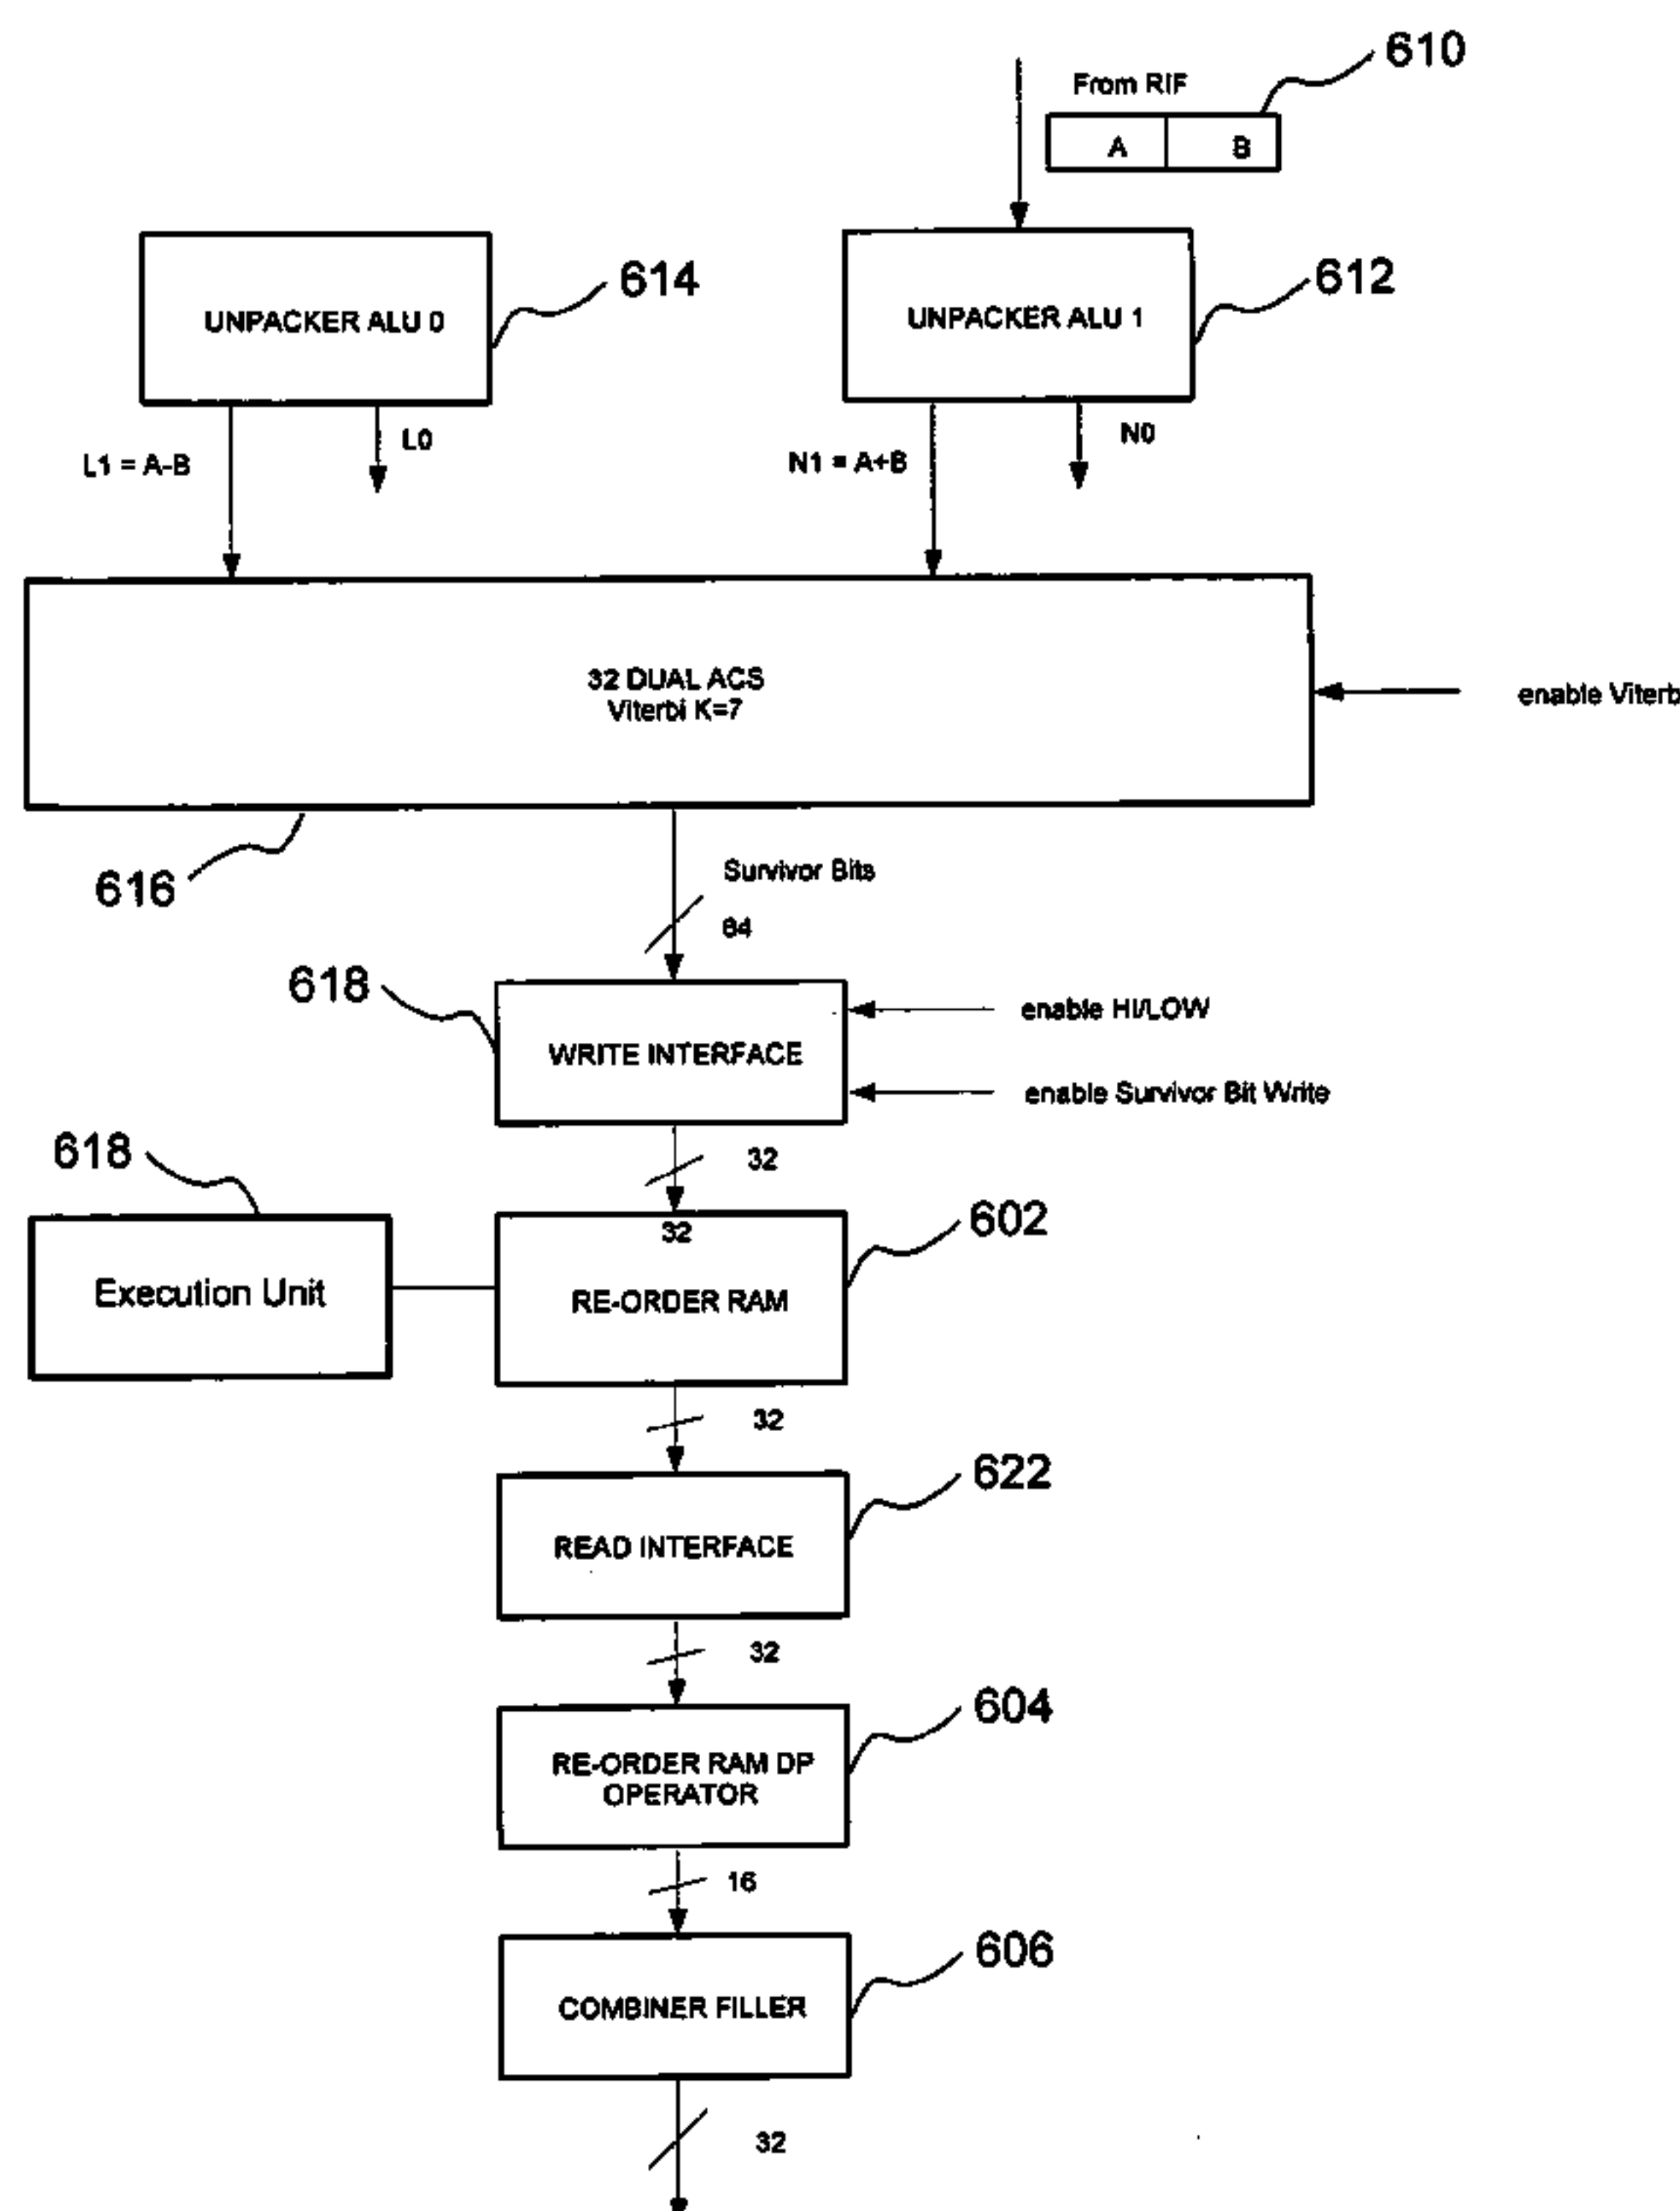 610
From RIF
A B
UNPACKER ALU 0
614
UNPACKER ALU 1
612
L1 = A-B
L0
N1 = A+B
N0
32 DUAL ACS
Viterbi K=7
enable Viterb
616
Survivor Bits
64
618
WRITE INTERFACE
enable HI/LOW
enable Survivor Bit Write
32
618
Execution Unit
32
RE-ORDER RAM
602
32
READ INTERFACE
622
32
RE-ORDER RAM DP
OPERATOR
604
16
COMBINER FILLER
606
32